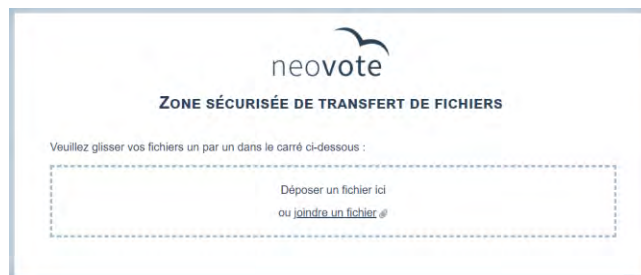 neovote
ZONE SÉCURISÉE DE TRANSFERT DE FICHIERS
Veuillez glisser vos fichiers un par un dans le carré ci-dessous :
Déposer un fichier ici
ou joindre un fichier